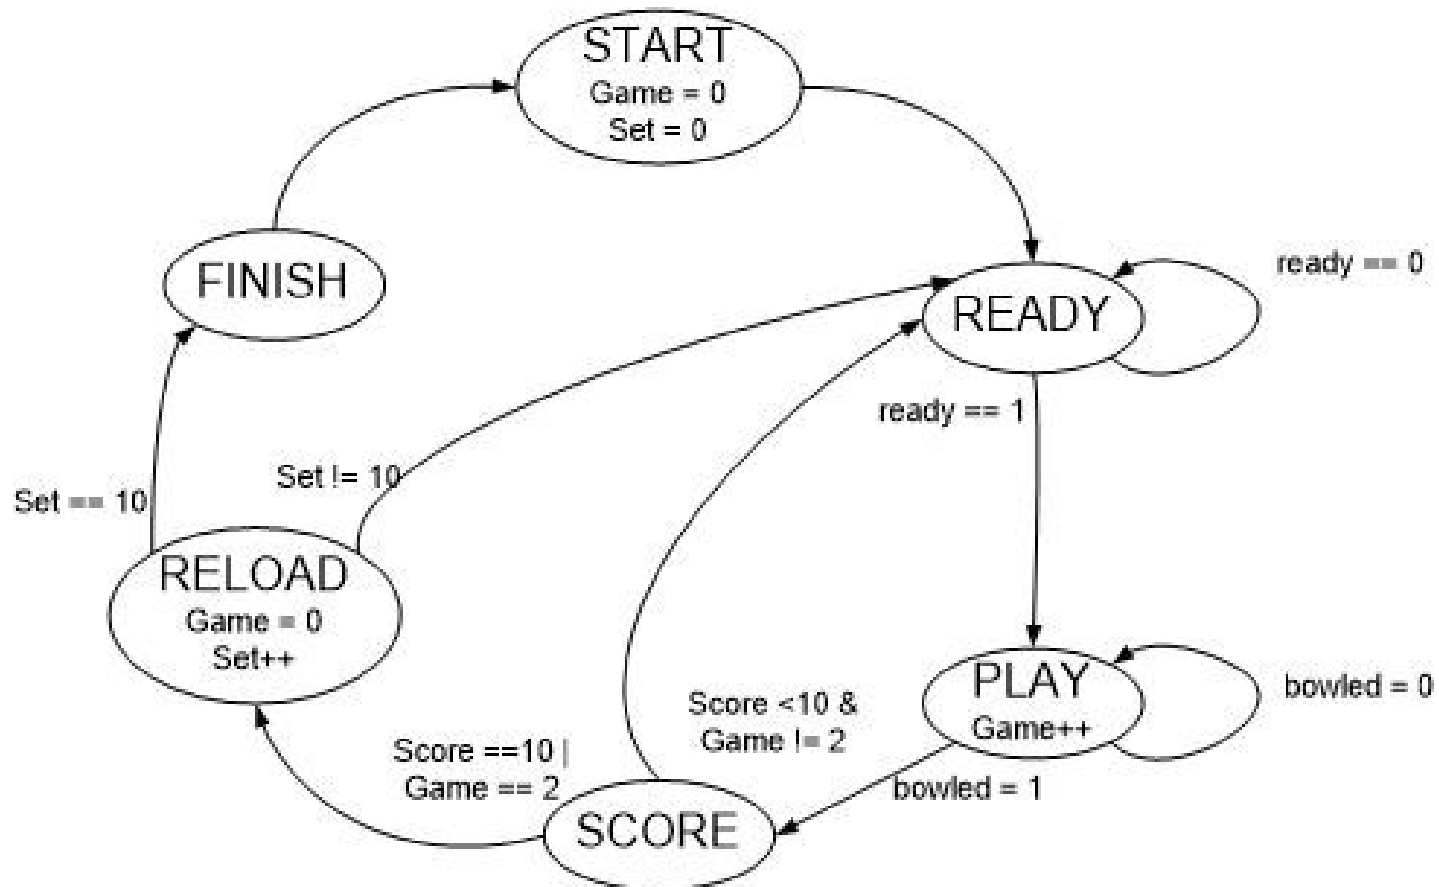 START
Game = 0
Set = 0
FINISH
READY
ready == 0
ready == 1
Set != 10
Set == 10
RELOAD
Game = 0
Set++
PLAY
Game++
bowled = 0
Score <10 &
Game != 2
Score ==10 |
Game == 2
bowled = 1
SCORE